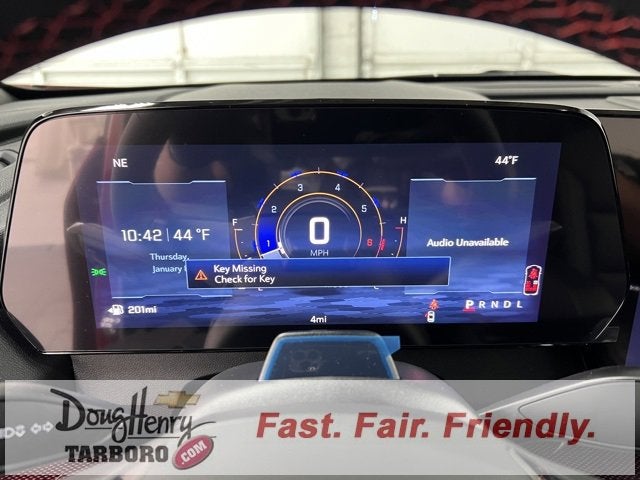 NE
44°F
3 4
2 5
1 6
F H
0
MPH
10:42 | 44 °F
Thursday,
January
Audio Unavailable
Key Missing
Check for Key
201mi
4mi
PRNDL
Doug Henry
TARBORO
.COM
Fast. Fair. Friendly.